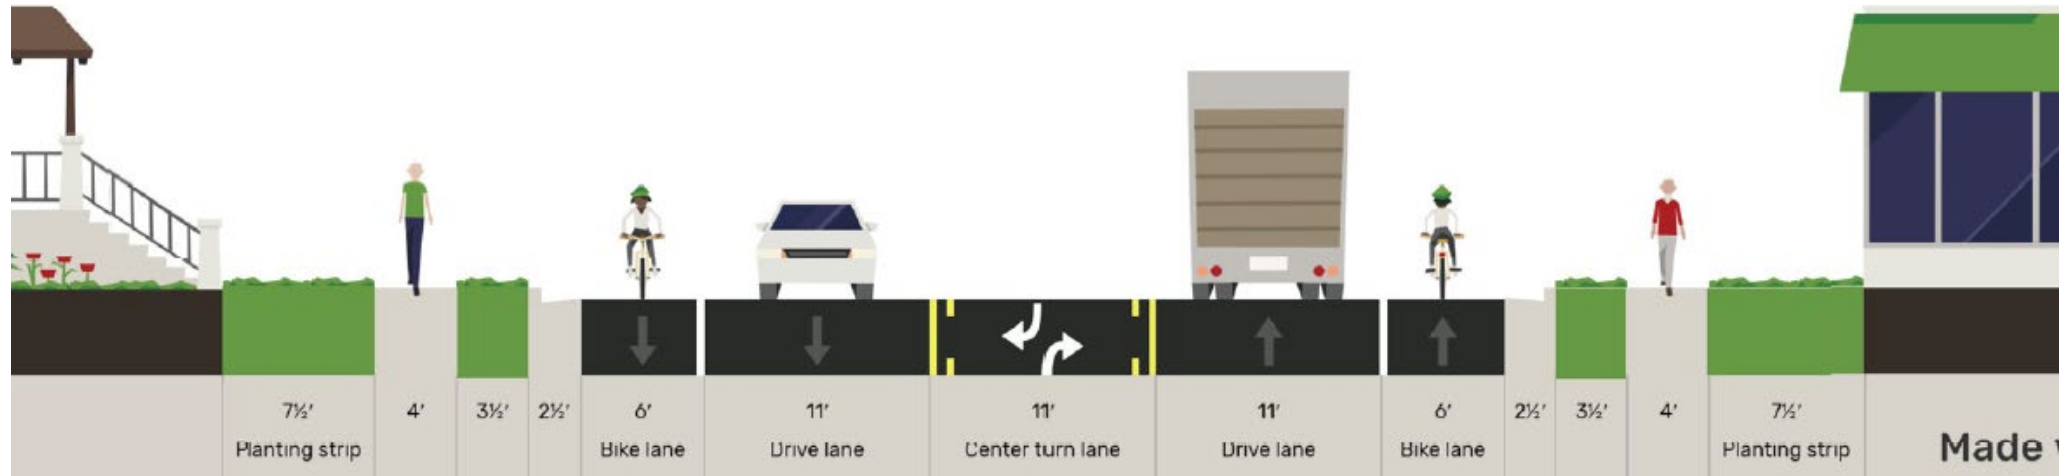 7½' 4' 3½' 2½' 6' 11' 11' 11' 6' 2½' 3½' 4' 7½'
Planting strip Bike lane Drive lane Center turn lane Drive lane Bike lane Planting strip
Made